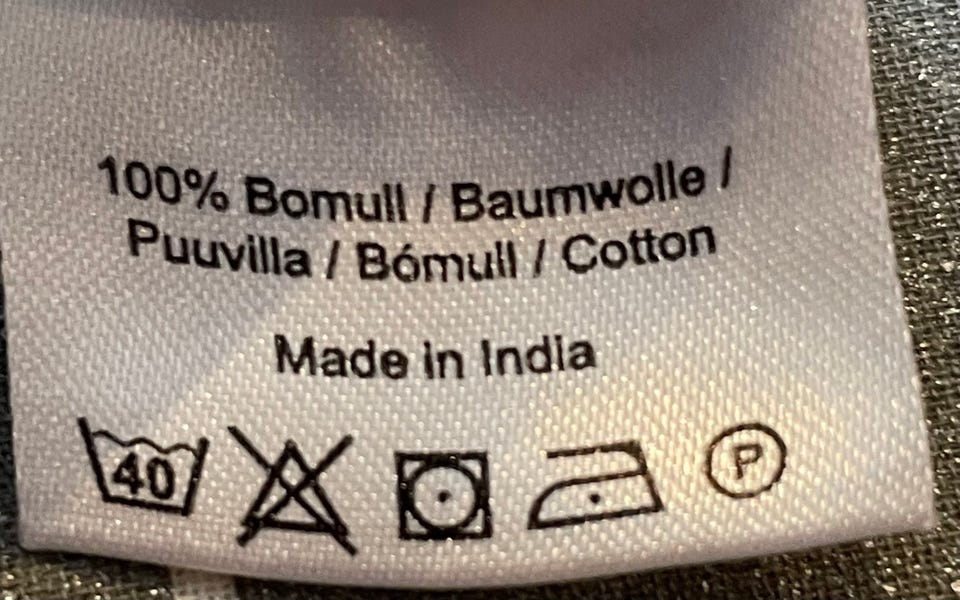 100% Bomull / Baumwolle /
Puuvilla / Bómull / Cotton
Made in India
40 P